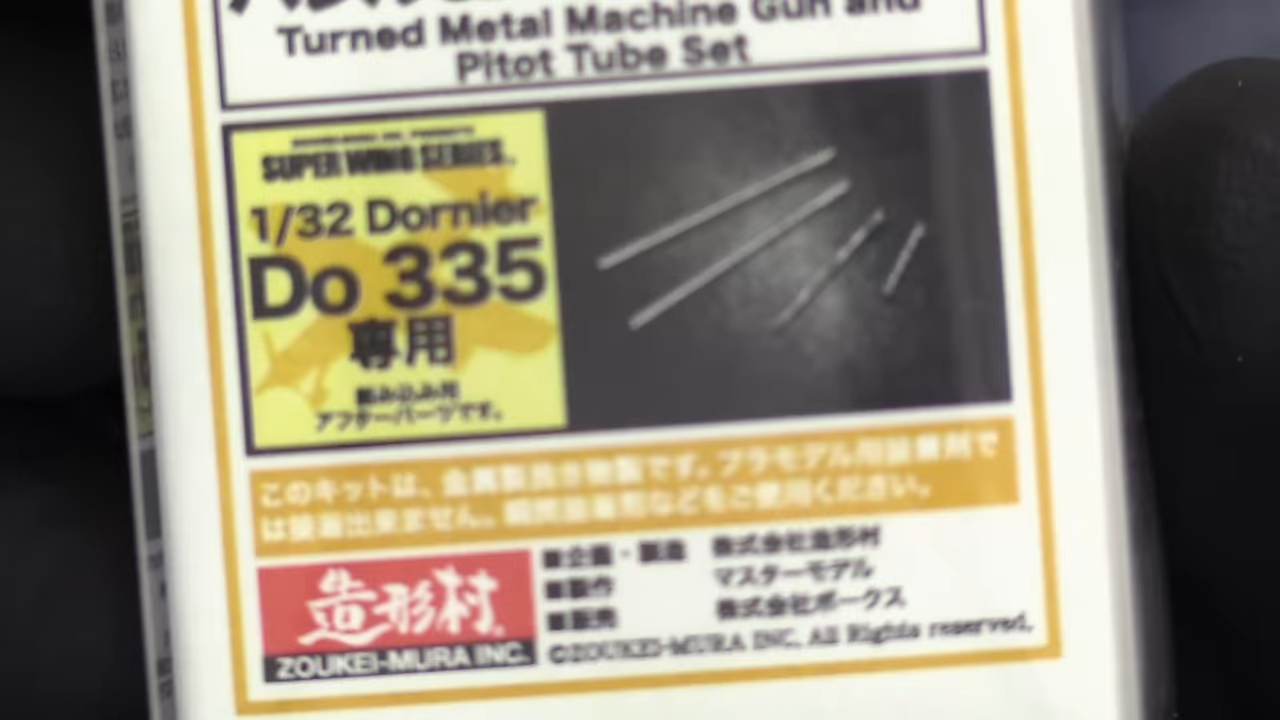 Turned Metal Machine Gun and
Pitot Tube Set
SUPER WING SERIES
1/32 Dornier
Do 335
専用
組み込み用
アフターパーツです。
このキットは、金属製挽き物製です。プラモデル用接着剤で
は接着出来ません。瞬間接着剤などをご使用ください。
造形村
ZOUKEI-MURA INC.
■企画・製造 株式会社造形村
■製作 マスターモデル
■販売 株式会社ボークス
©ZOUKEI-MURA INC, All Rights reserved.